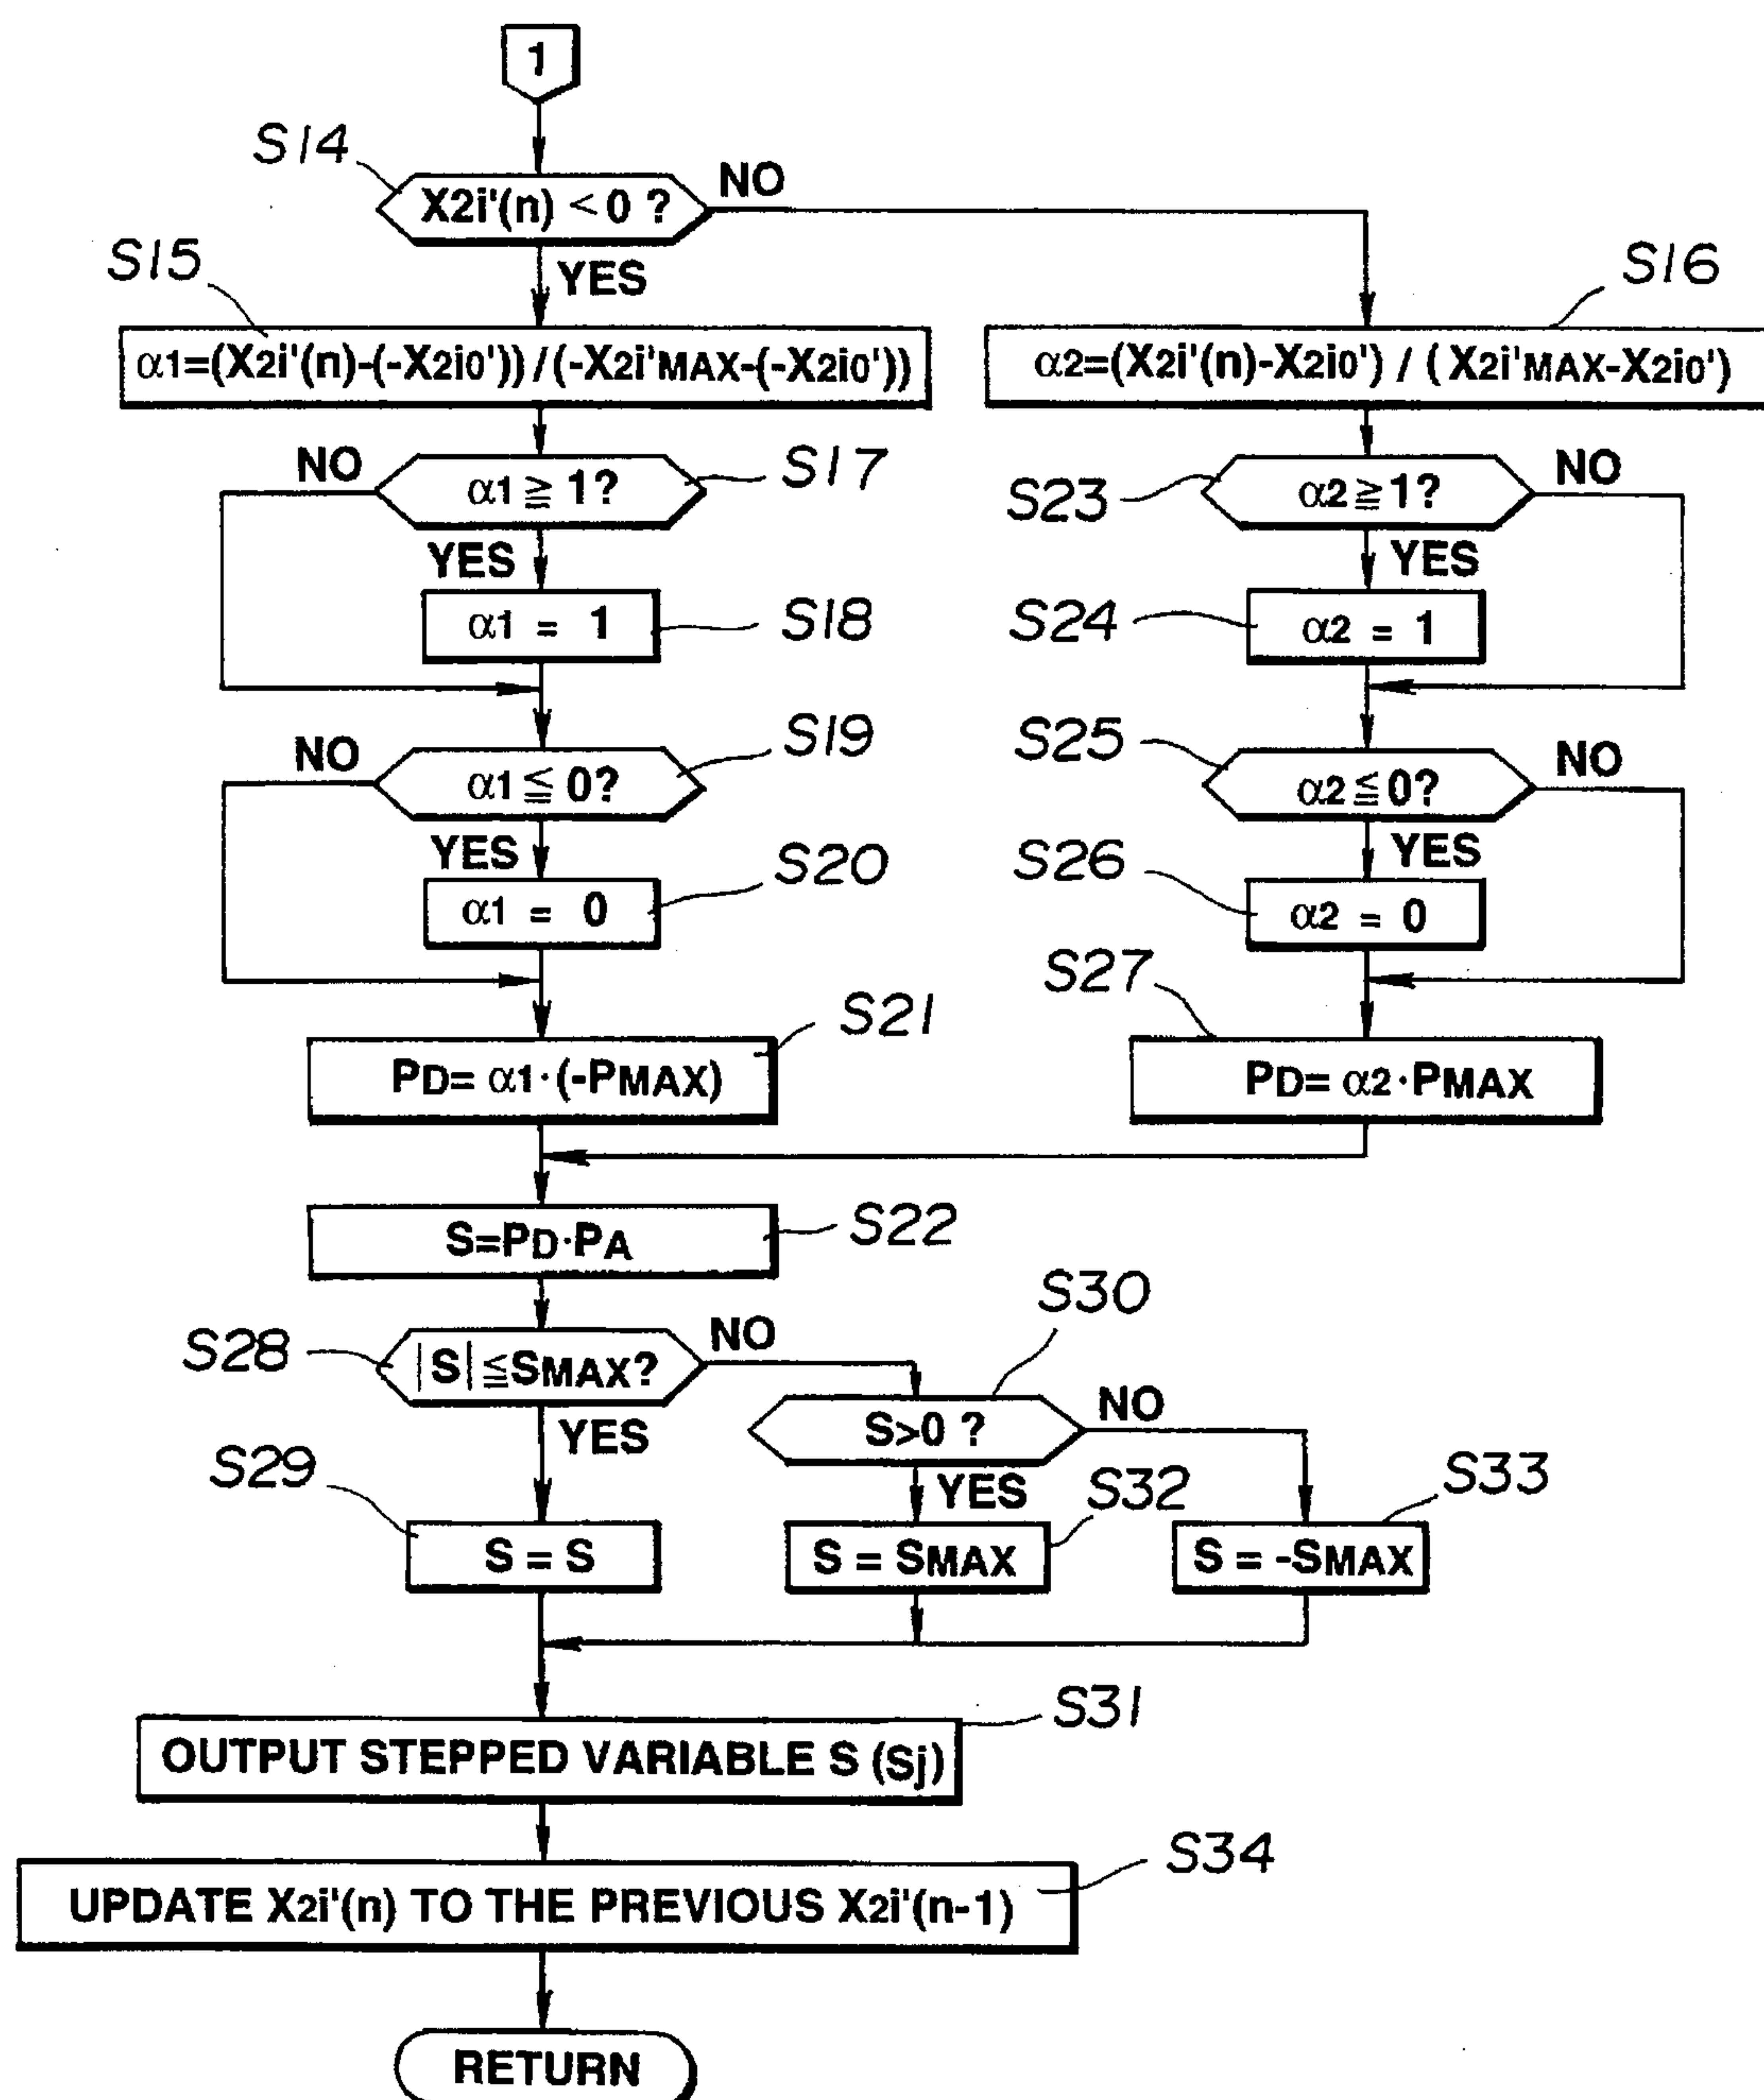 1
S14
X2i'(n) < 0 ?
NO
S15
YES
S16
α1=(X2i'(n)-(-X2i0'))/(-X2i'MAX-(-X2i0'))
α2=(X2i'(n)-X2i0') / (X2i'MAX-X2i0')
NO
α1 ≧ 1?
S17
S23
α2 ≧ 1?
NO
YES
YES
α1 = 1
S18
S24
α2 = 1
NO
α1 ≦ 0?
S19
S25
α2 ≦ 0?
NO
YES
YES
α1 = 0
S20
S26
α2 = 0
S21
S27
PD= α1·(-PMAX)
PD= α2·PMAX
S=PD·PA
S22
S28
|S| ≦SMAX?
NO
S30
S>0 ?
NO
YES
S29
YES
S32
S33
S = S
S = SMAX
S = -SMAX
S31
OUTPUT STEPPED VARIABLE S (Sj)
S34
UPDATE X2i'(n) TO THE PREVIOUS X2i'(n-1)
RETURN